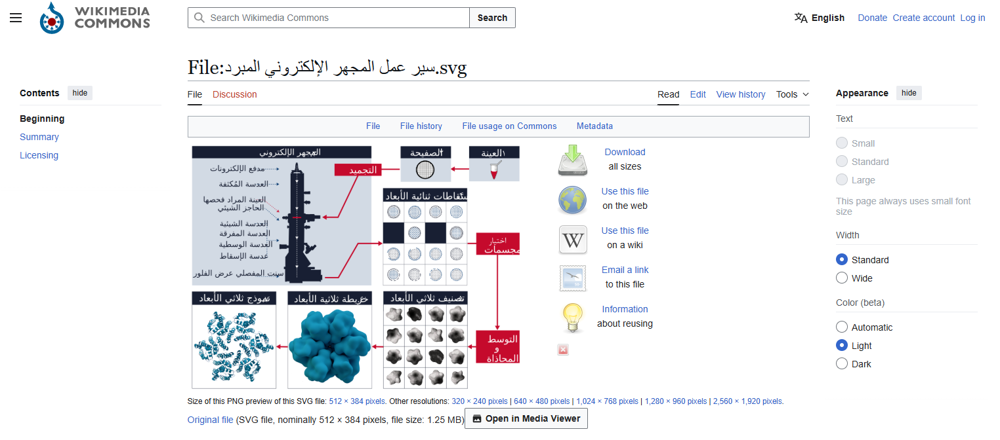 WIKIMEDIA
COMMONS
Search Wikimedia Commons
Search
English
Donate
Create account
Log in
File:سير عمل المجهر الإلكتروني المبرد.svg
Contents
hide
Beginning
Summary
Licensing
File
Discussion
Read
Edit
View history
Tools
File
File history
File usage on Commons
Metadata
١العينة
الصفيحة
المجهر الإلكتروني
التجميد
مدفع الإلكترونات
العدسة المُكثفة
العينة المراد فحصها
الحاجز الشيئي
العدسة الشيئية
العدسة المفرقة
العدسة الوسطية
عدسة الإسقاط
سنت المفصلي عرض الفلور
ثنائية الأبعاد
اختيار
مجسمات
التوسط
و
المحاذاة
تصنيف ثلاثي الأبعاد
خريطة ثلاثية الأبعاد
نموذج ثلاثي الأبعاد
Download
all sizes
Use this file
on the web
Use this file
W
on a wiki
Email a link
to this file
Information
about reusing
Size of this PNG preview of this SVG file: 512 × 384 pixels. Other resolutions: 320 × 240 pixels | 640 × 480 pixels | 1,024 × 768 pixels | 1,280 × 960 pixels | 2,560 × 1,920 pixels.
Original file (SVG file, nominally 512 × 384 pixels, file size: 1.25 MB)
Open in Media Viewer
Appearance
hide
Text
Small
Standard
Large
This page always uses small font
size
Width
Standard
Wide
Color (beta)
Automatic
Light
Dark